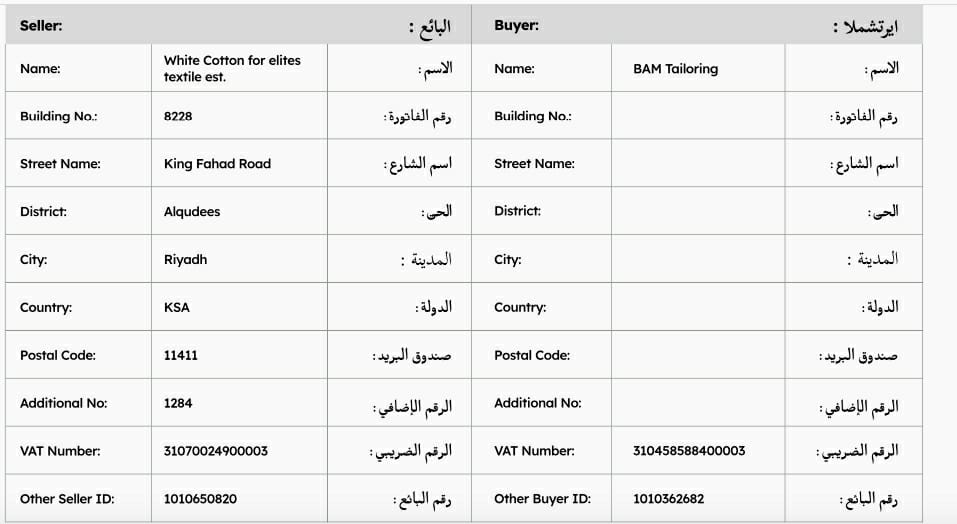 Seller: البائع : Buyer: ايرتشملا :
Name: White Cotton for elites textile est. الاسم: Name: BAM Tailoring الاسم:
Building No.: 8228 رقم الفاتورة: Building No.: رقم الفاتورة:
Street Name: King Fahad Road اسم الشارع: Street Name: اسم الشارع:
District: Alqudees الحى: District: الحى:
City: Riyadh المدينة : City: المدينة :
Country: KSA الدولة: Country: الدولة:
Postal Code: 11411 صندوق البريد: Postal Code: صندوق البريد:
Additional No: 1284 الرقم الإضافي: Additional No: الرقم الإضافي:
VAT Number: 31070024900003 الرقم الضريبي: VAT Number: 310458588400003 الرقم الضريبي:
Other Seller ID: 1010650820 رقم البائع: Other Buyer ID: 1010362682 رقم البائع: